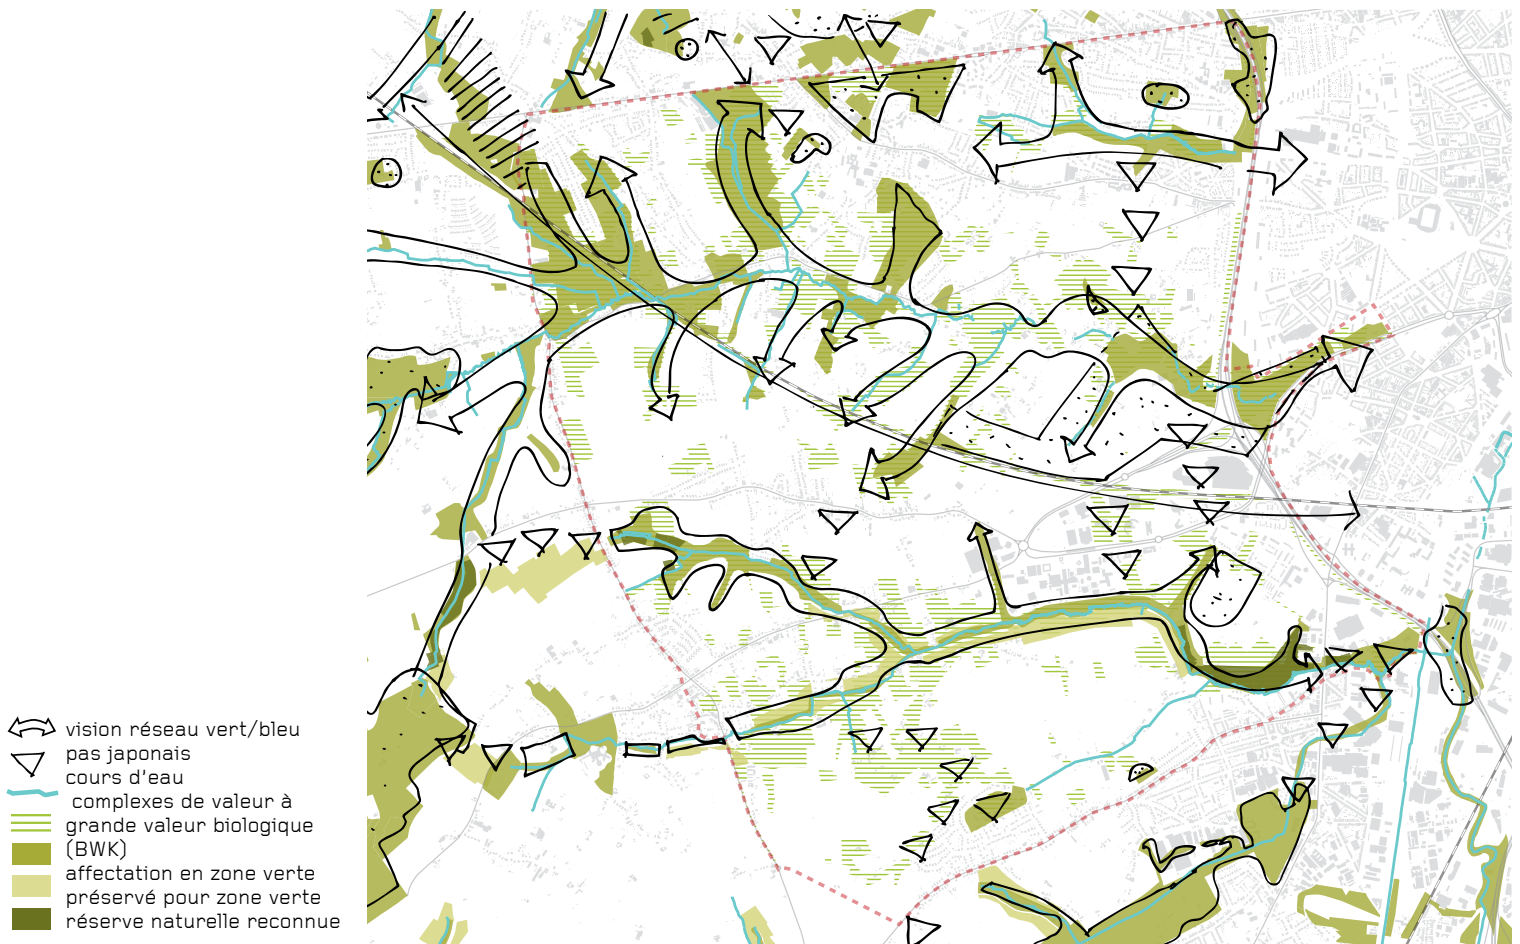 vision réseau vert/bleu
pas japonais
cours d'eau
complexes de valeur à
grande valeur biologique
(BWK)
affectation en zone verte
préservé pour zone verte
réserve naturelle reconnue